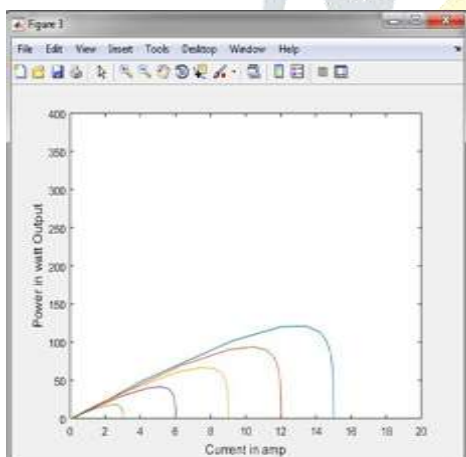 Figure 3
File Edit View Insert Tools Desktop Window Help
400
350
300
250
200
150
100
50
0
0 2 4 6 8 10 12 14 16 18 20
Power in watt Output
Current in amp